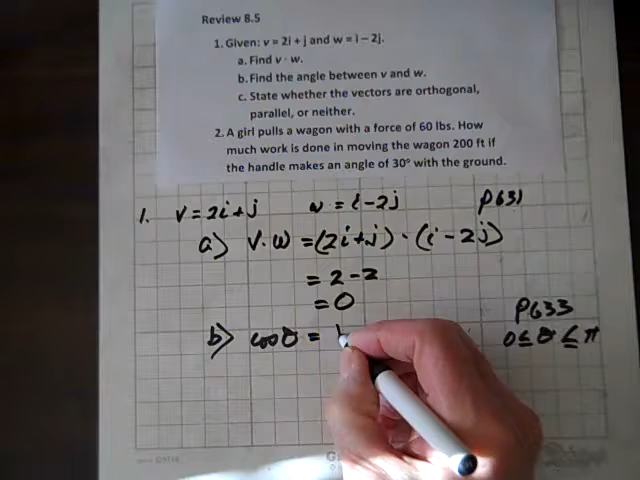 Review 8.5
1. Given: v = 2i + j and w = i – 2j.
a. Find v · w.
b. Find the angle between v and w.
c. State whether the vectors are orthogonal,
parallel, or neither.
2. A girl pulls a wagon with a force of 60 lbs. How
much work is done in moving the wagon 200 ft if
the handle makes an angle of 30° with the ground.
1. v = 2i + j w = i - 2j P631
a) v · w = (2i + j) · (i - 2j)
= 2 - 2
= 0
P633
b) cos θ = 0 ≤ θ ≤ π